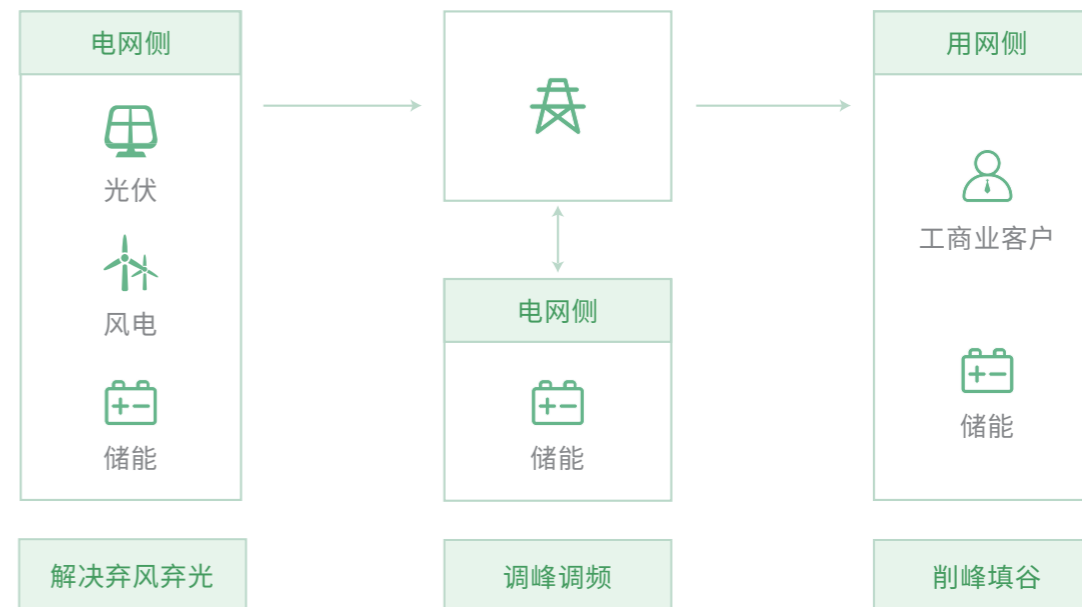 电网侧
光伏
风电
储能
解决弃风弃光
电网侧
储能
调峰调频
用网侧
工商业客户
储能
削峰填谷